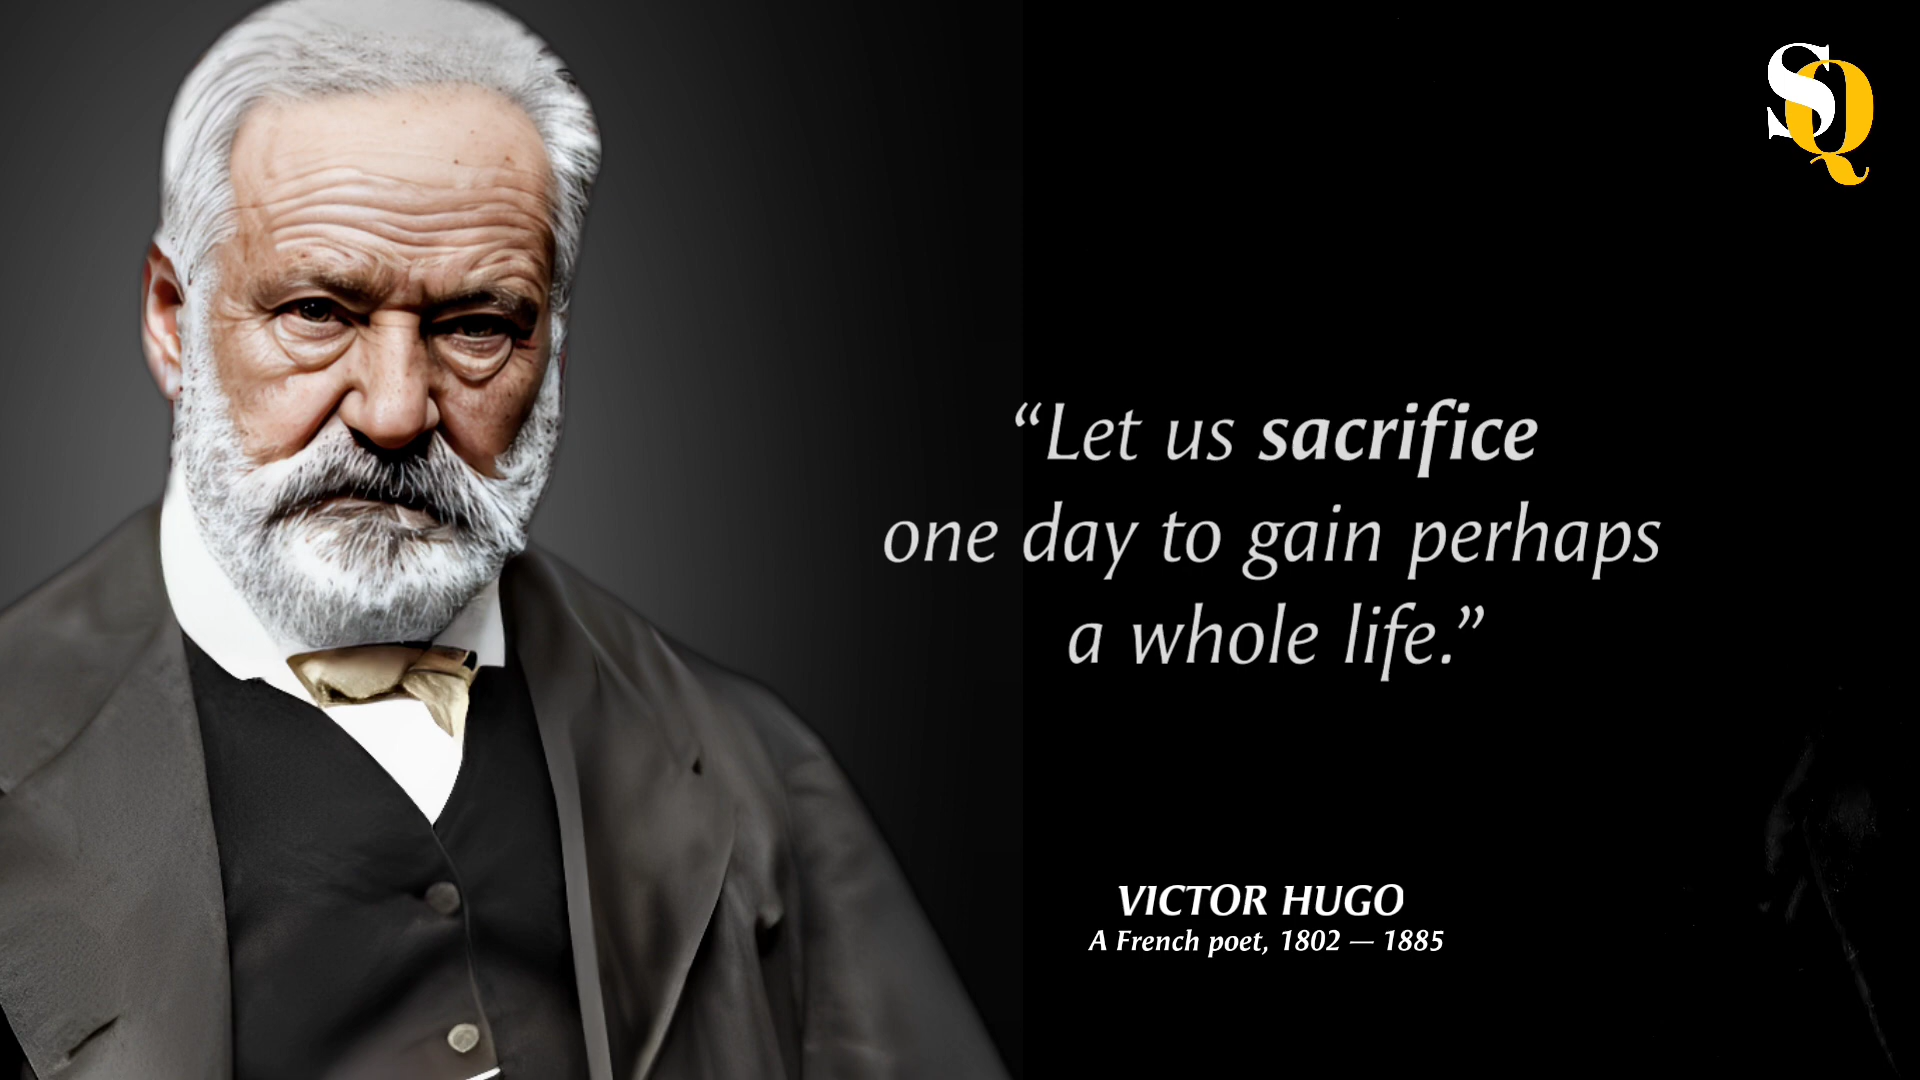 SQ
“Let us sacrifice
one day to gain perhaps
a whole life.”
VICTOR HUGO
A French poet, 1802 — 1885